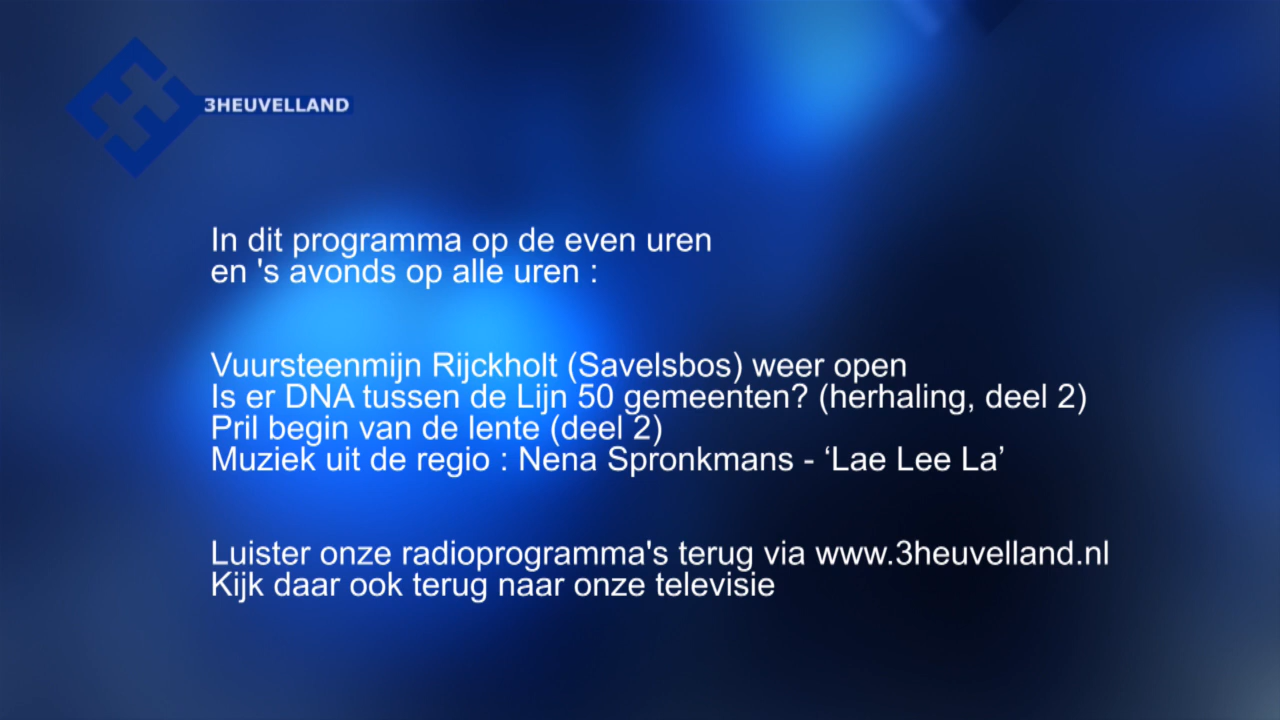 3HEUVELLAND
In dit programma op de even uren
en 's avonds op alle uren :
Vuursteenmijn Rijckholt (Savelsbos) weer open
Is er DNA tussen de Lijn 50 gemeenten? (herhaling, deel 2)
Pril begin van de lente (deel 2)
Muziek uit de regio : Nena Spronkmans - ‘Lae Lee La’
Luister onze radioprogramma's terug via www.3heuvelland.nl
Kijk daar ook terug naar onze televisie